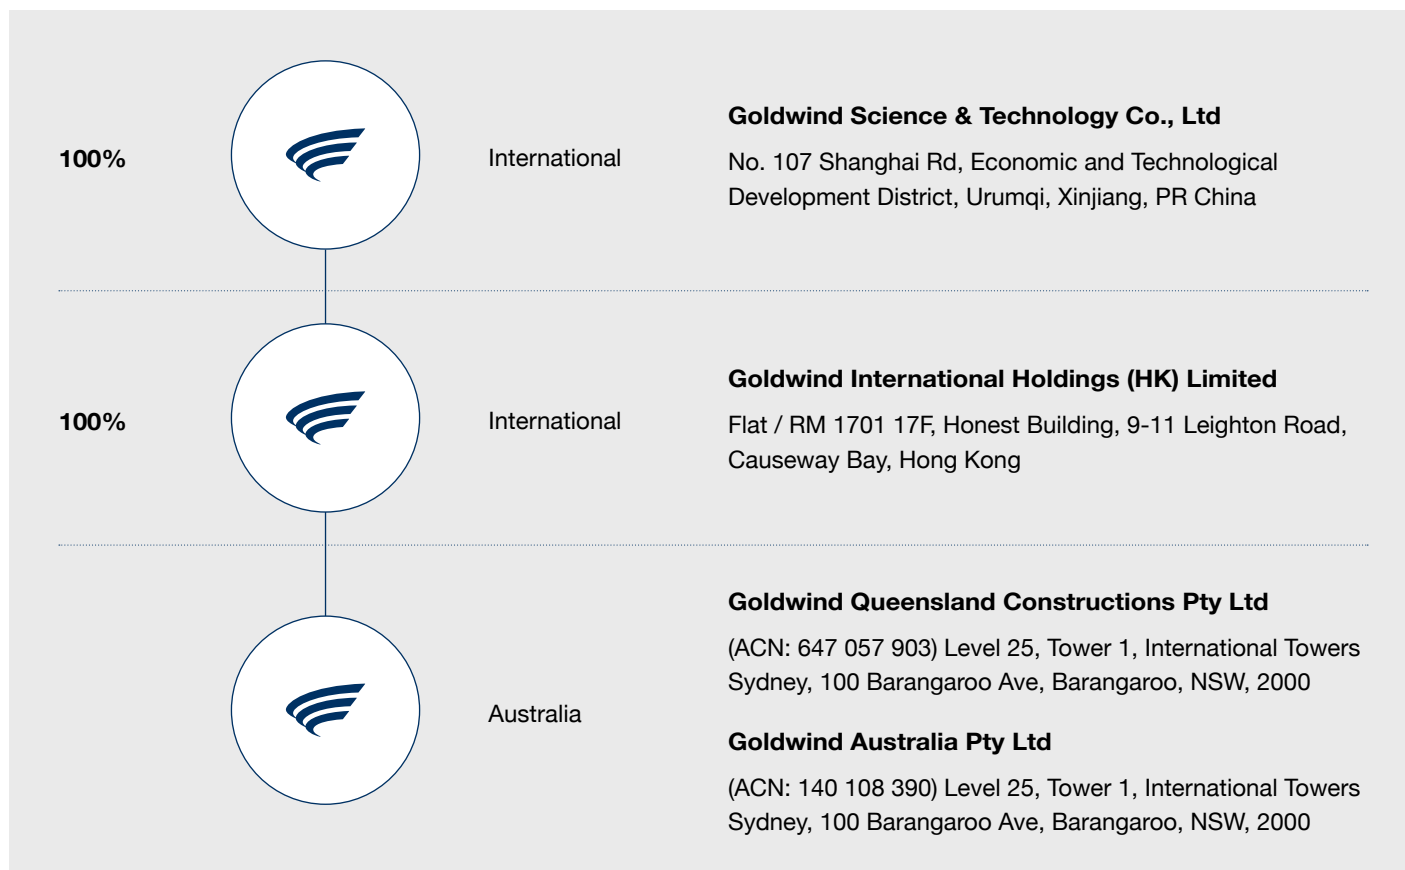 100%
International
Goldwind Science & Technology Co., Ltd
No. 107 Shanghai Rd, Economic and Technological
Development District, Urumqi, Xinjiang, PR China
100%
International
Goldwind International Holdings (HK) Limited
Flat / RM 1701 17F, Honest Building, 9-11 Leighton Road,
Causeway Bay, Hong Kong
Australia
Goldwind Queensland Constructions Pty Ltd
(ACN: 647 057 903) Level 25, Tower 1, International Towers
Sydney, 100 Barangaroo Ave, Barangaroo, NSW, 2000
Goldwind Australia Pty Ltd
(ACN: 140 108 390) Level 25, Tower 1, International Towers
Sydney, 100 Barangaroo Ave, Barangaroo, NSW, 2000